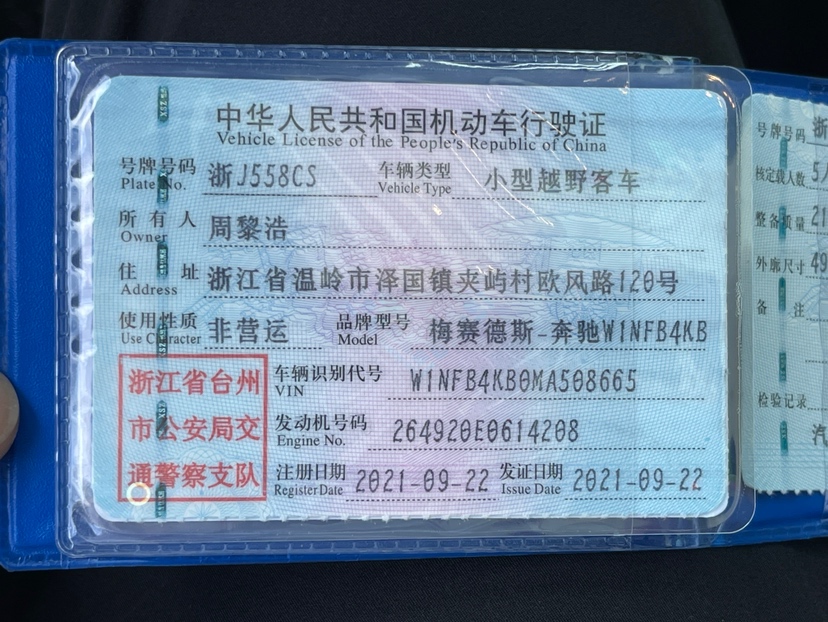 中华人民共和国机动车行驶证
Vehicle License of the People's Republic of China
号牌号码 浙J558CS 车辆类型 小型越野客车
Plate No. Vehicle Type
所有人 周黎浩
Owner
住址 浙江省温岭市泽国镇夹屿村欧风路120号
Address
使用性质 非营运 品牌型号 梅赛德斯-奔驰W1NFB4KB
Use Character Model
浙江省台州
市公安局交
通警察支队
车辆识别代号 W1NFB4KB0MA508665
VIN
发动机号码 264920E0614208
Engine No.
注册日期 2021-09-22 发证日期 2021-09-22
Register Date Issue Date
号牌号码 浙
核定载人数 5人
整备质量 21
外廓尺寸 49
备注
检验记录
汽